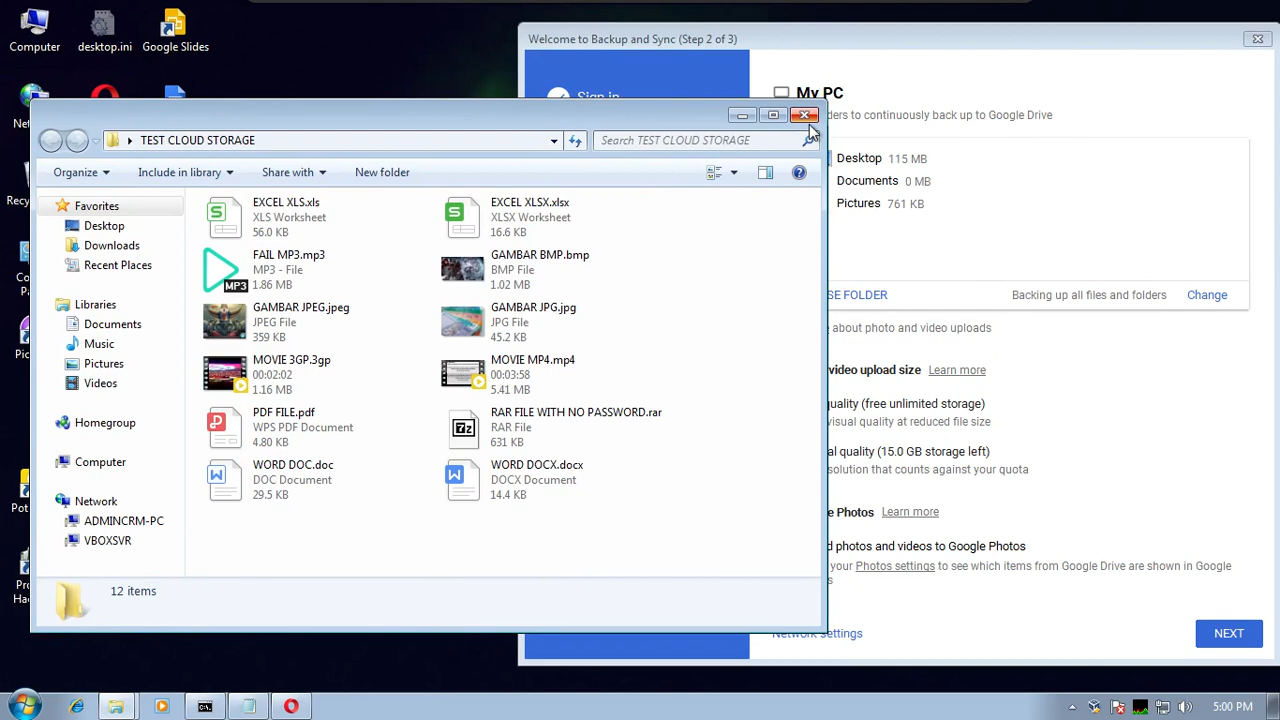 Computer
desktop.ini
Google Slides
Welcome to Backup and Sync (Step 2 of 3)
Sign in
My PC
ders to continuously back up to Google Drive
Desktop 115 MB
Documents 0 MB
Pictures 761 KB
SE FOLDER
Backing up all files and folders
Change
about photo and video uploads
video upload size Learn more
quality (free unlimited storage)
visual quality at reduced file size
al quality (15.0 GB storage left)
solution that counts against your quota
e Photos Learn more
d photos and videos to Google Photos
your Photos settings to see which items from Google Drive are shown in Google
s
Network settings
NEXT
TEST CLOUD STORAGE
Search TEST CLOUD STORAGE
Organize
Include in library
Share with
New folder
Favorites
Desktop
Downloads
Recent Places
Libraries
Documents
Music
Pictures
Videos
Homegroup
Computer
Network
ADMINCRM-PC
VBOXSVR
EXCEL XLS.xls
XLS Worksheet
56.0 KB
EXCEL XLSX.xlsx
XLSX Worksheet
16.6 KB
FAIL MP3.mp3
MP3 - File
1.86 MB
MP3
GAMBAR BMP.bmp
BMP File
1.02 MB
GAMBAR JPEG.jpeg
JPEG File
359 KB
GAMBAR JPG.jpg
JPG File
45.2 KB
MOVIE 3GP.3gp
00:02:02
1.16 MB
MOVIE MP4.mp4
00:03:58
5.41 MB
PDF FILE.pdf
WPS PDF Document
4.80 KB
RAR FILE WITH NO PASSWORD.rar
RAR File
631 KB
7z
WORD DOC.doc
DOC Document
29.5 KB
WORD DOCX.docx
DOCX Document
14.4 KB
12 items
Ne
Recy
C
Pa
Pic
Pot
Pro
Hac
5:00 PM